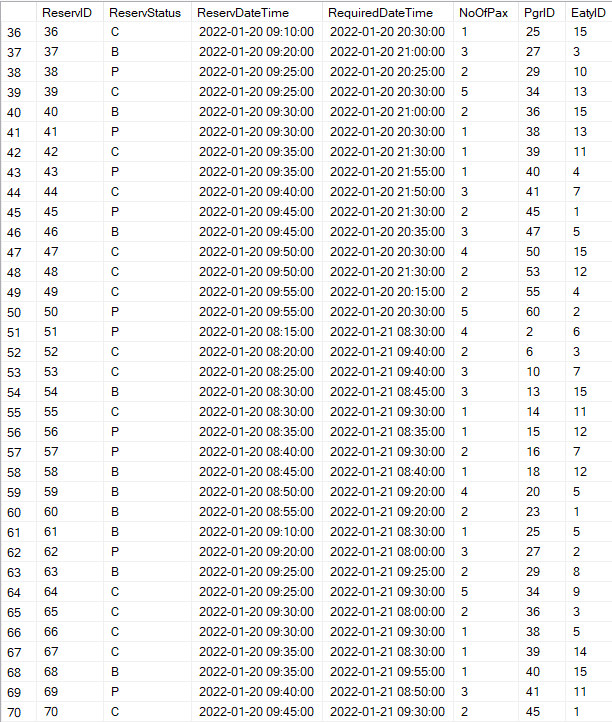 ReservID ReservStatus ReservDateTime RequiredDateTime NoOfPax PgrID EatyID
36 36 C 2022-01-20 09:10:00 2022-01-20 20:30:00 1 25 15
37 37 B 2022-01-20 09:20:00 2022-01-20 21:00:00 3 27 3
38 38 P 2022-01-20 09:25:00 2022-01-20 20:25:00 2 29 10
39 39 C 2022-01-20 09:25:00 2022-01-20 20:30:00 5 34 13
40 40 B 2022-01-20 09:30:00 2022-01-20 21:00:00 2 36 15
41 41 P 2022-01-20 09:30:00 2022-01-20 20:30:00 1 38 13
42 42 C 2022-01-20 09:35:00 2022-01-20 21:30:00 1 39 11
43 43 P 2022-01-20 09:35:00 2022-01-20 21:55:00 1 40 4
44 44 C 2022-01-20 09:40:00 2022-01-20 21:50:00 3 41 7
45 45 P 2022-01-20 09:45:00 2022-01-20 21:30:00 2 45 1
46 46 B 2022-01-20 09:45:00 2022-01-20 20:35:00 3 47 5
47 47 C 2022-01-20 09:50:00 2022-01-20 20:30:00 4 50 15
48 48 C 2022-01-20 09:50:00 2022-01-20 21:30:00 2 53 12
49 49 C 2022-01-20 09:55:00 2022-01-20 20:15:00 2 55 4
50 50 P 2022-01-20 09:55:00 2022-01-20 20:30:00 5 60 2
51 51 P 2022-01-20 08:15:00 2022-01-21 08:30:00 4 2 6
52 52 C 2022-01-20 08:20:00 2022-01-21 09:40:00 2 6 3
53 53 C 2022-01-20 08:25:00 2022-01-21 09:40:00 3 10 7
54 54 B 2022-01-20 08:30:00 2022-01-21 08:45:00 3 13 15
55 55 C 2022-01-20 08:30:00 2022-01-21 09:30:00 1 14 11
56 56 P 2022-01-20 08:35:00 2022-01-21 08:35:00 1 15 12
57 57 P 2022-01-20 08:40:00 2022-01-21 09:30:00 2 16 7
58 58 B 2022-01-20 08:45:00 2022-01-21 08:40:00 1 18 12
59 59 B 2022-01-20 08:50:00 2022-01-21 09:20:00 4 20 5
60 60 B 2022-01-20 08:55:00 2022-01-21 09:20:00 2 23 1
61 61 B 2022-01-20 09:10:00 2022-01-21 08:30:00 1 25 5
62 62 P 2022-01-20 09:20:00 2022-01-21 08:00:00 3 27 2
63 63 B 2022-01-20 09:25:00 2022-01-21 09:25:00 2 29 8
64 64 C 2022-01-20 09:25:00 2022-01-21 09:30:00 5 34 9
65 65 C 2022-01-20 09:30:00 2022-01-21 08:00:00 2 36 3
66 66 C 2022-01-20 09:30:00 2022-01-21 09:30:00 1 38 5
67 67 C 2022-01-20 09:35:00 2022-01-21 08:30:00 1 39 14
68 68 B 2022-01-20 09:35:00 2022-01-21 09:55:00 1 40 15
69 69 P 2022-01-20 09:40:00 2022-01-21 08:50:00 3 41 11
70 70 C 2022-01-20 09:45:00 2022-01-21 09:30:00 2 45 1